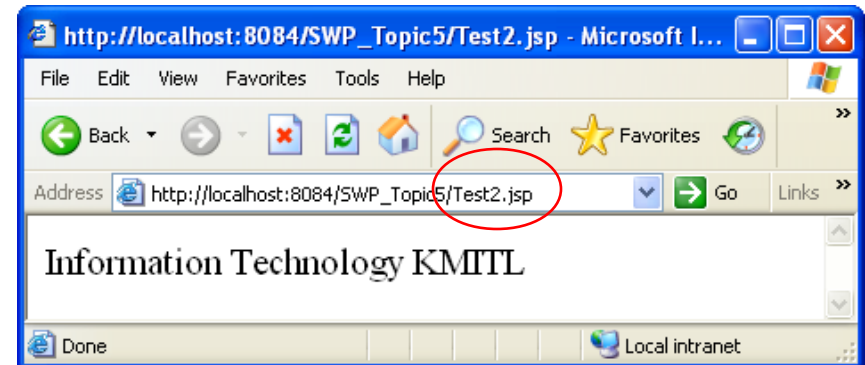 http://localhost:8084/SWP_Topic5/Test2.jsp - Microsoft I...
File Edit View Favorites Tools Help
Back Search Favorites »
Address http://localhost:8084/SWP_Topic5/Test2.jsp Go Links »
Information Technology KMITL
Done Local intranet